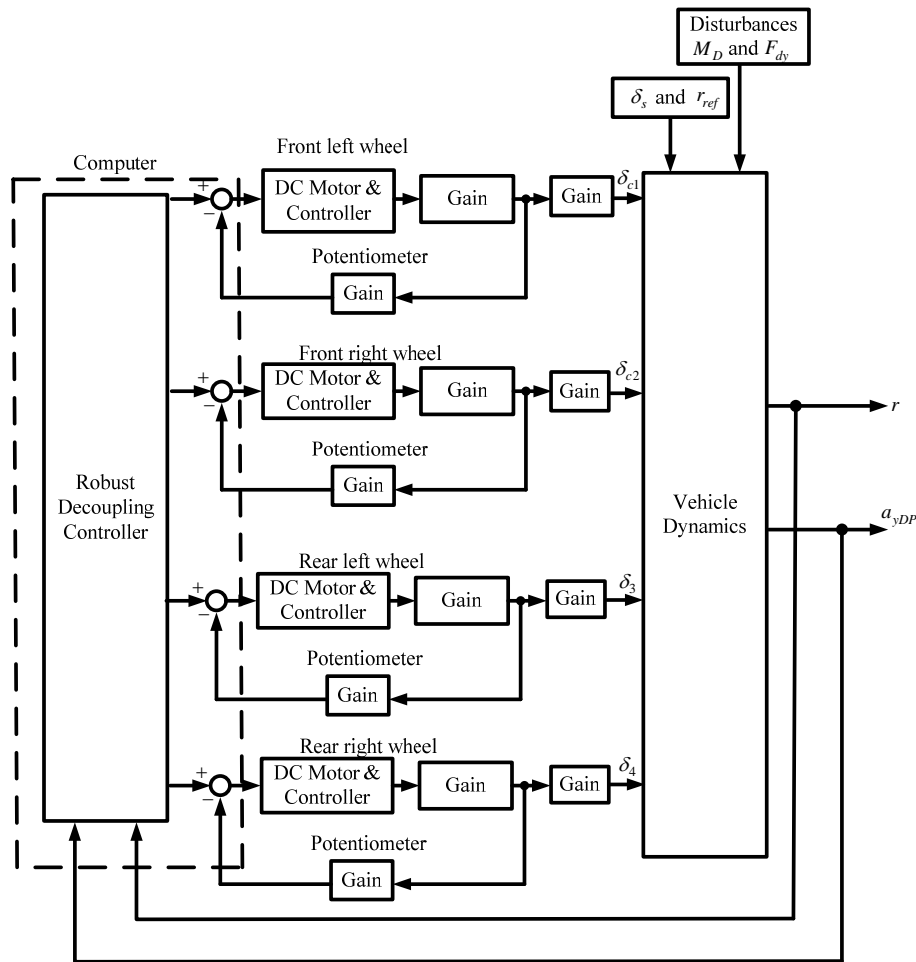 Disturbances
M_D and F_dy
δ_s and r_ref
Computer
Front left wheel
+
−
DC Motor &
Controller
Gain
Gain
δ_c1
Potentiometer
Gain
Front right wheel
+
−
DC Motor &
Controller
Gain
Gain
δ_c2
Potentiometer
Gain
r
Robust
Decoupling
Controller
Vehicle
Dynamics
a_yDP
Rear left wheel
+
−
DC Motor &
Controller
Gain
Gain
δ_3
Potentiometer
Gain
Rear right wheel
+
−
DC Motor &
Controller
Gain
Gain
δ_4
Potentiometer
Gain